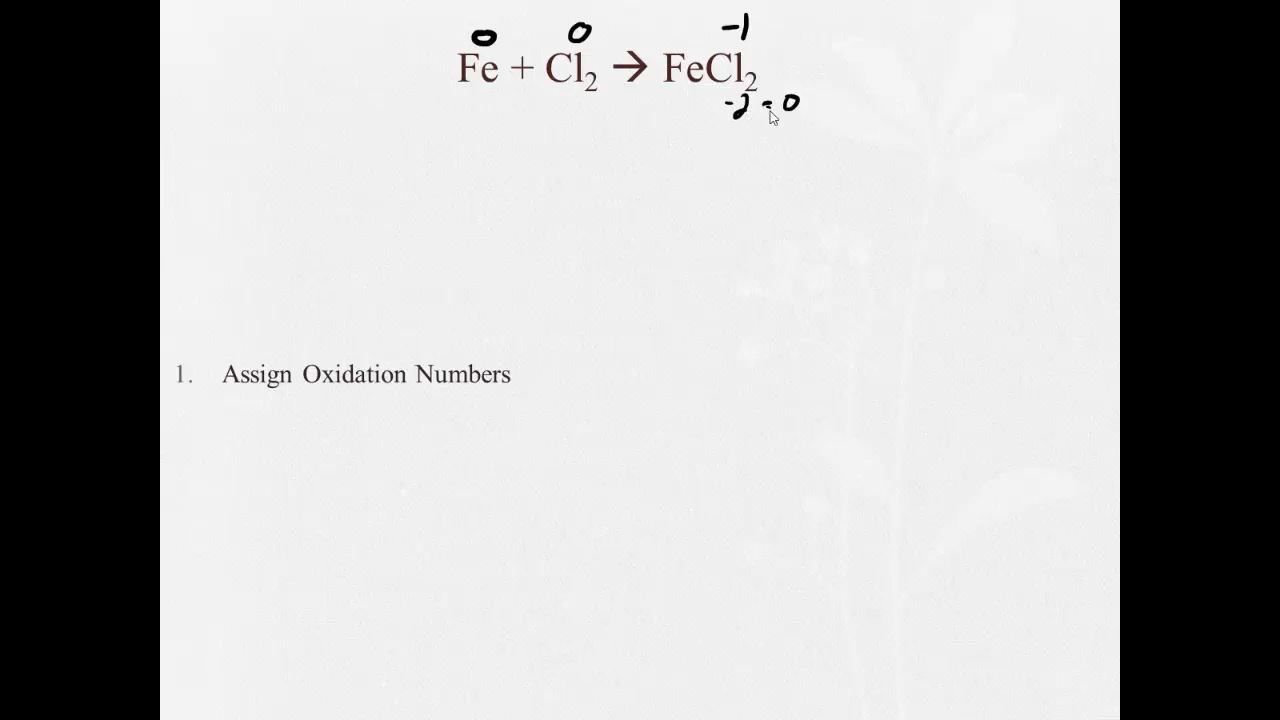 0 0 -1
Fe + Cl₂ → FeCl₂
-2 = 0
1. Assign Oxidation Numbers